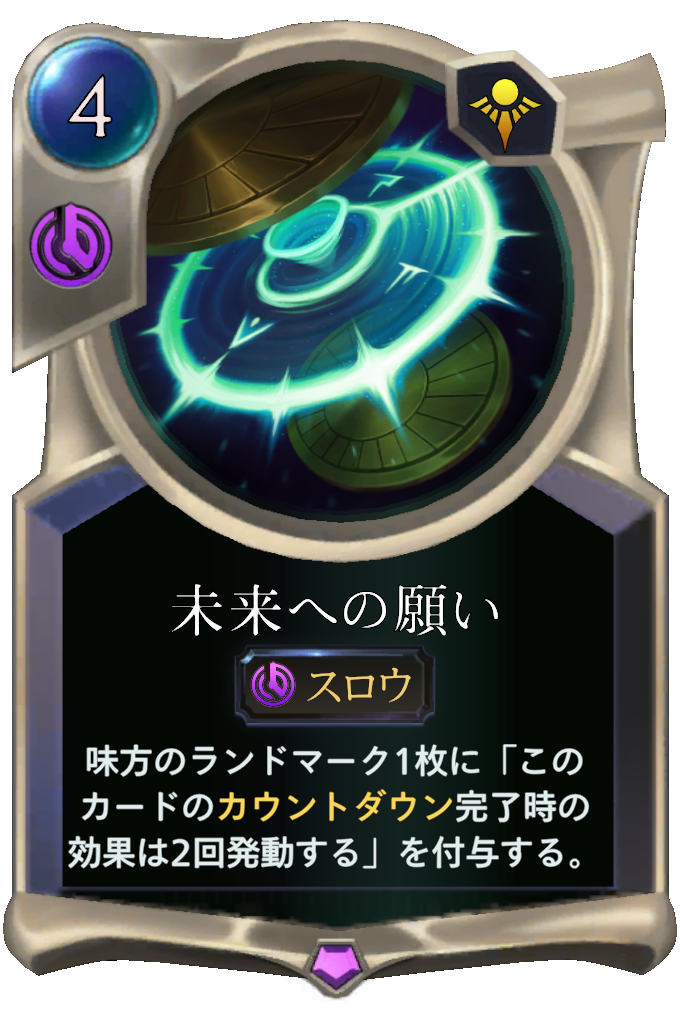 4
未来への願い
スロウ
味方のランドマーク1枚に「この
カードのカウントダウン完了時の
効果は2回発動する」を付与する。